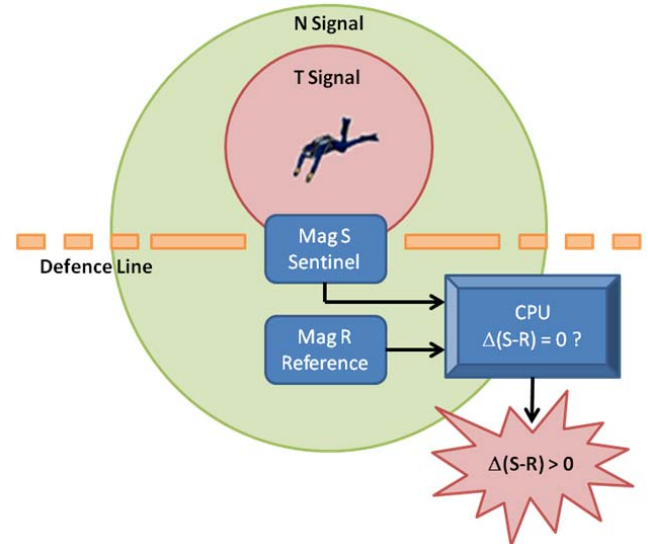 N Signal
T Signal
Mag S
Sentinel
Defence Line
CPU
Δ(S-R) = 0 ?
Mag R
Reference
Δ(S-R) > 0